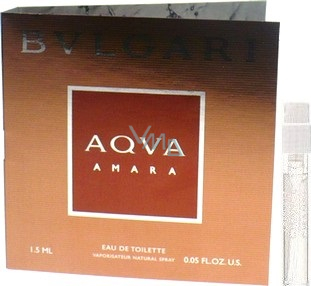 BVLGARI
AQVA
AMARA
EAU DE TOILETTE
VAPORISATEUR NATURAL SPRAY
1.5 ML
0.05 FL.OZ. U.S.